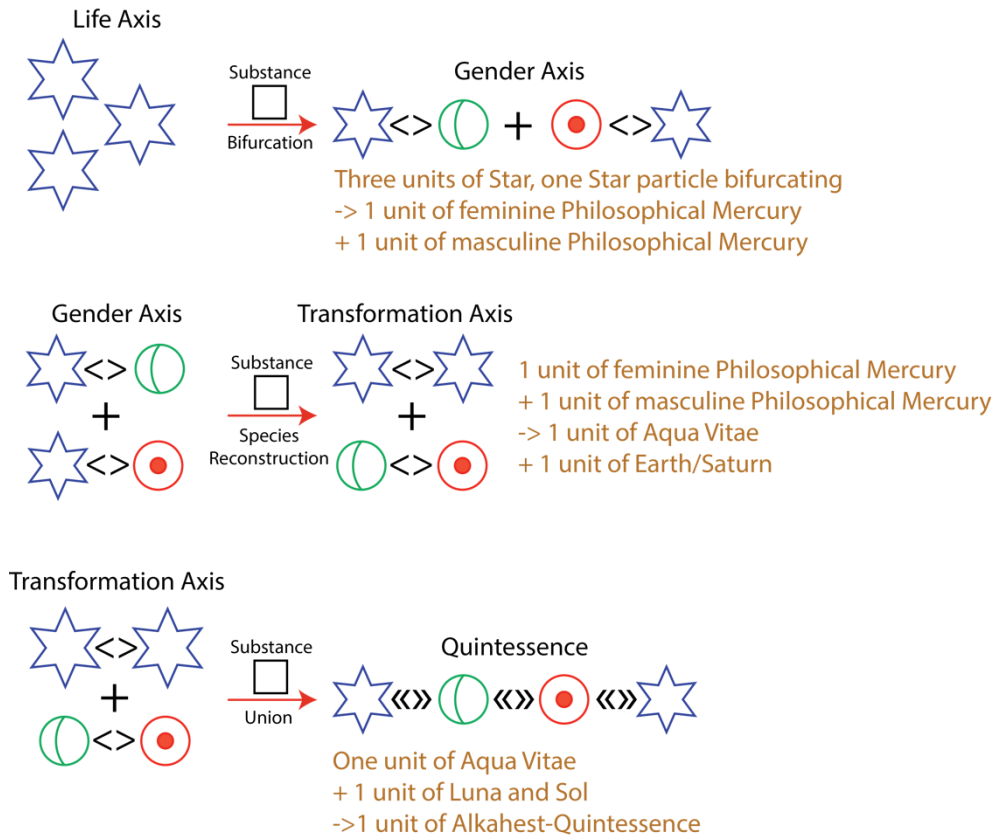 Life Axis
Substance
Bifurcation
Gender Axis
<> + <>
Three units of Star, one Star particle bifurcating
-> 1 unit of feminine Philosophical Mercury
+ 1 unit of masculine Philosophical Mercury
Gender Axis
<>
+
<>
Substance
Species
Reconstruction
Transformation Axis
<>
+
<>
1 unit of feminine Philosophical Mercury
+ 1 unit of masculine Philosophical Mercury
-> 1 unit of Aqua Vitae
+ 1 unit of Earth/Saturn
Transformation Axis
<>
+
<>
Substance
Union
Quintessence
«» «» «»
One unit of Aqua Vitae
+ 1 unit of Luna and Sol
->1 unit of Alkahest-Quintessence